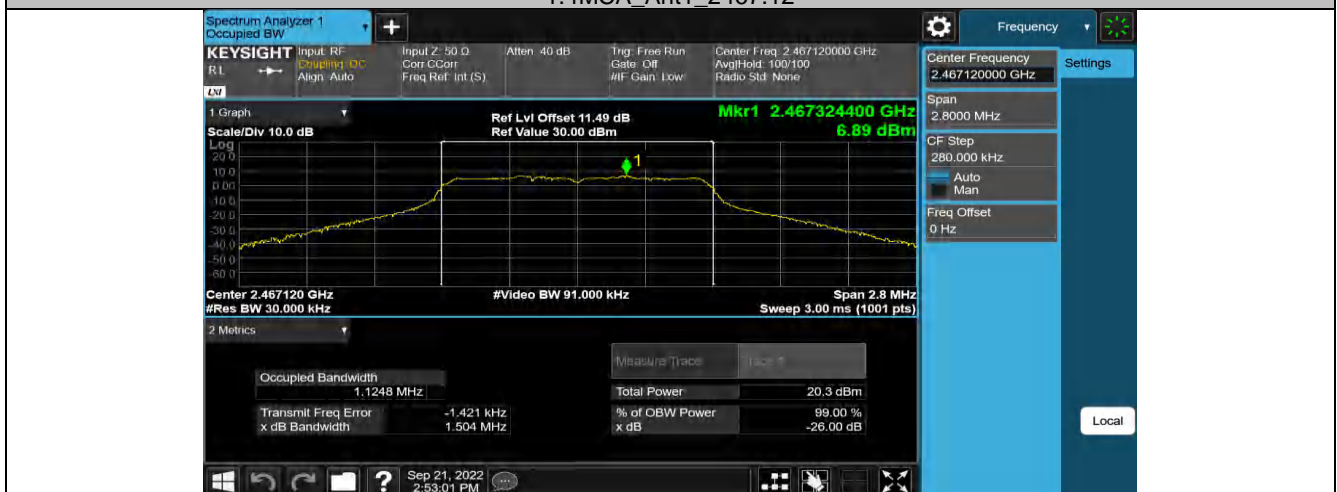 1.4MCA_Ant1_2467.12
Spectrum Analyzer 1
Occupied BW
Frequency
KEYSIGHT Input: RF Input Z: 50 Ω Atten: 40 dB Trig: Free Run Center Freq: 2.467120000 GHz
RL Coupling: DC Corr CCorr Gate: Off Avg|Hold: 100/100
Align: Auto Freq Ref: Int (S) #IF Gain: Low Radio Std: None
LXI
Center Frequency
2.467120000 GHz
Settings
Span
2.8000 MHz
CF Step
280.000 kHz
Auto
Man
Freq Offset
0 Hz
Local
1 Graph
Ref Lvl Offset 11.49 dB
Mkr1 2.467324400 GHz
Scale/Div 10.0 dB
Ref Value 30.00 dBm
6.89 dBm
Log
20.0
10.0
0.00
-10.0
-20.0
-30.0
-40.0
-50.0
-60.0
1
Center 2.467120 GHz #Video BW 91.000 kHz Span 2.8 MHz
#Res BW 30.000 kHz Sweep 3.00 ms (1001 pts)
2 Metrics
Measure Trace
Occupied Bandwidth
1.1248 MHz
Total Power 20.3 dBm
Transmit Freq Error -1.421 kHz % of OBW Power 99.00 %
x dB Bandwidth 1.504 MHz x dB -26.00 dB
Sep 21, 2022
2:53:01 PM